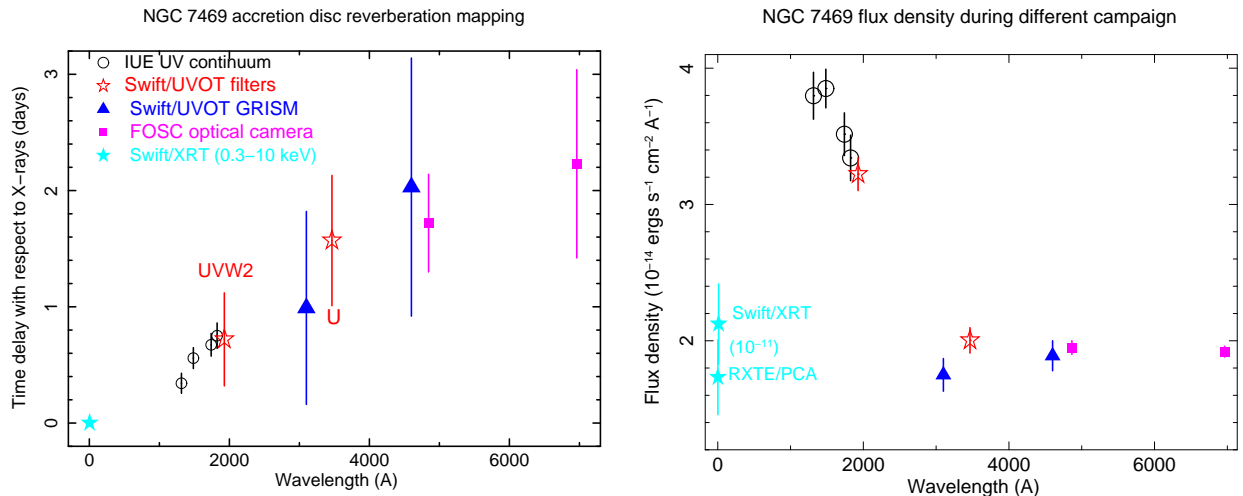 NGC 7469 accretion disc reverberation mapping
Time delay with respect to X−rays (days)
3
2
1
0
IUE UV continuum
Swift/UVOT filters
Swift/UVOT GRISM
FOSC optical camera
Swift/XRT (0.3−10 keV)
UVW2
U
0 2000 4000 6000
Wavelength (A)
NGC 7469 flux density during different campaign
Flux density (10⁻¹⁴ ergs s⁻¹ cm⁻² A⁻¹)
4
3
2
Swift/XRT
(10⁻¹¹)
RXTE/PCA
0 2000 4000 6000
Wavelength (A)